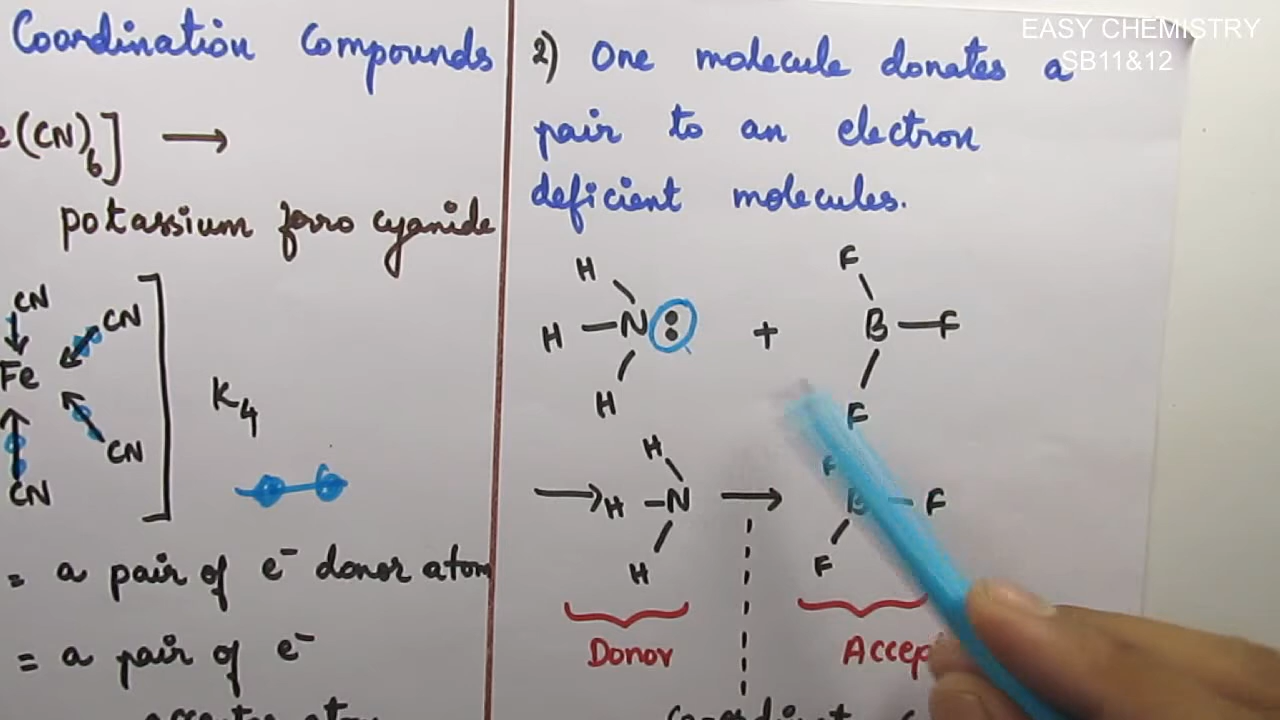 EASY CHEMISTRY
SB11&12
Coordination compounds
e(CN)6] →
potassium ferro cyanide
CN
CN
Fe
K4
CN
CN
= a pair of e⁻ donor atom
= a pair of e⁻
2) One molecule donates a
pair to an electron
deficient molecules.
H
F
H – N : + B – F
H
F
H
F
→ H – N → B – F
H
F
Donor